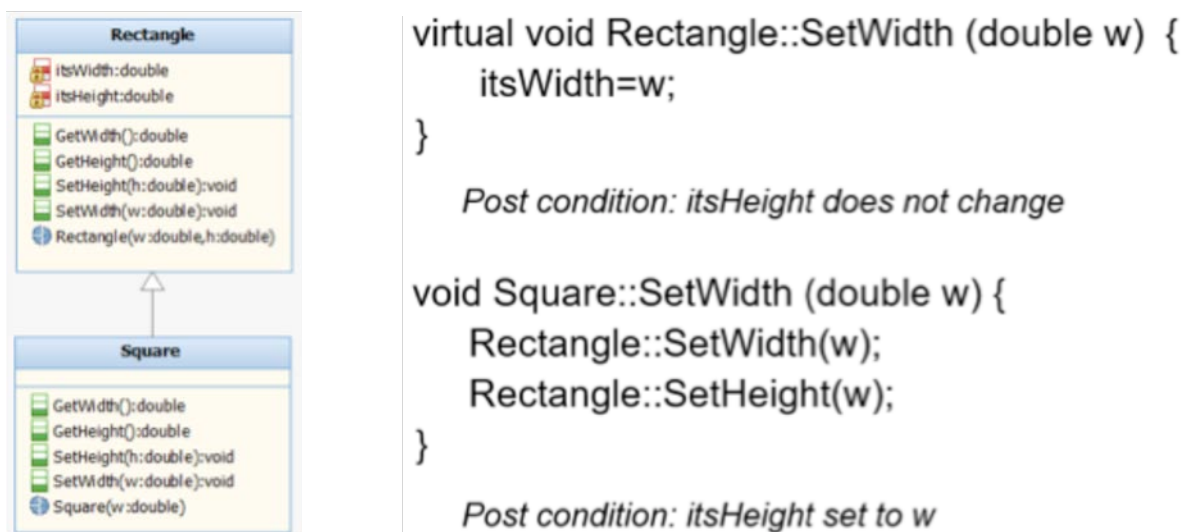 Rectangle
itsWidth:double
itsHeight:double
GetWidth():double
GetHeight():double
SetHeight(h:double):void
SetWidth(w:double):void
Rectangle(w:double,h:double)
Square
GetWidth():double
GetHeight():double
SetHeight(h:double):void
SetWidth(w:double):void
Square(w:double)
virtual void Rectangle::SetWidth (double w) {
itsWidth=w;
}
Post condition: itsHeight does not change
void Square::SetWidth (double w) {
Rectangle::SetWidth(w);
Rectangle::SetHeight(w);
}
Post condition: itsHeight set to w